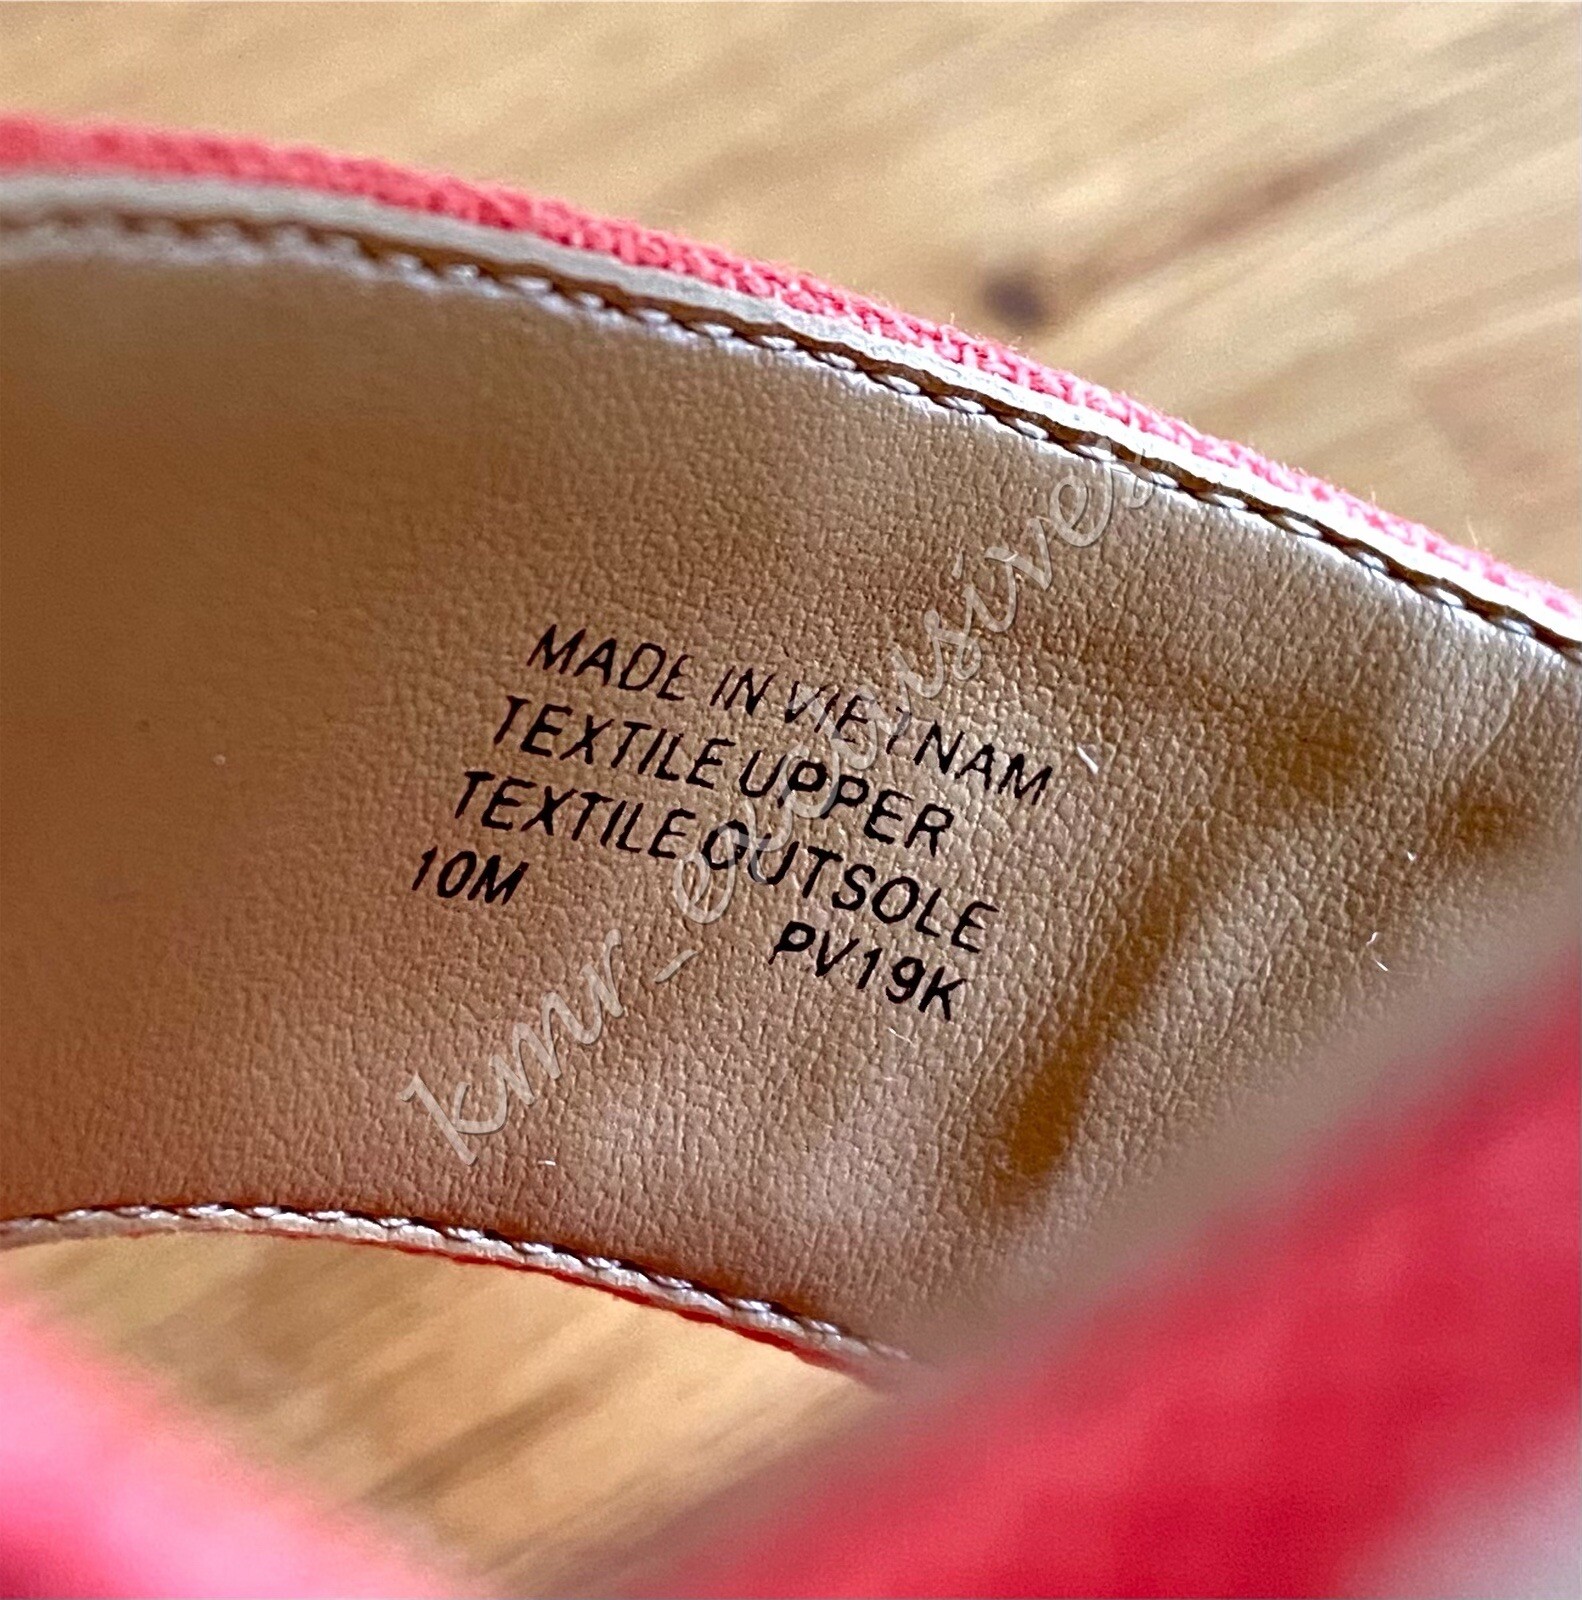 MADE IN VIETNAM
TEXTILE UPPER
TEXTILE OUTSOLE
10M PV19K